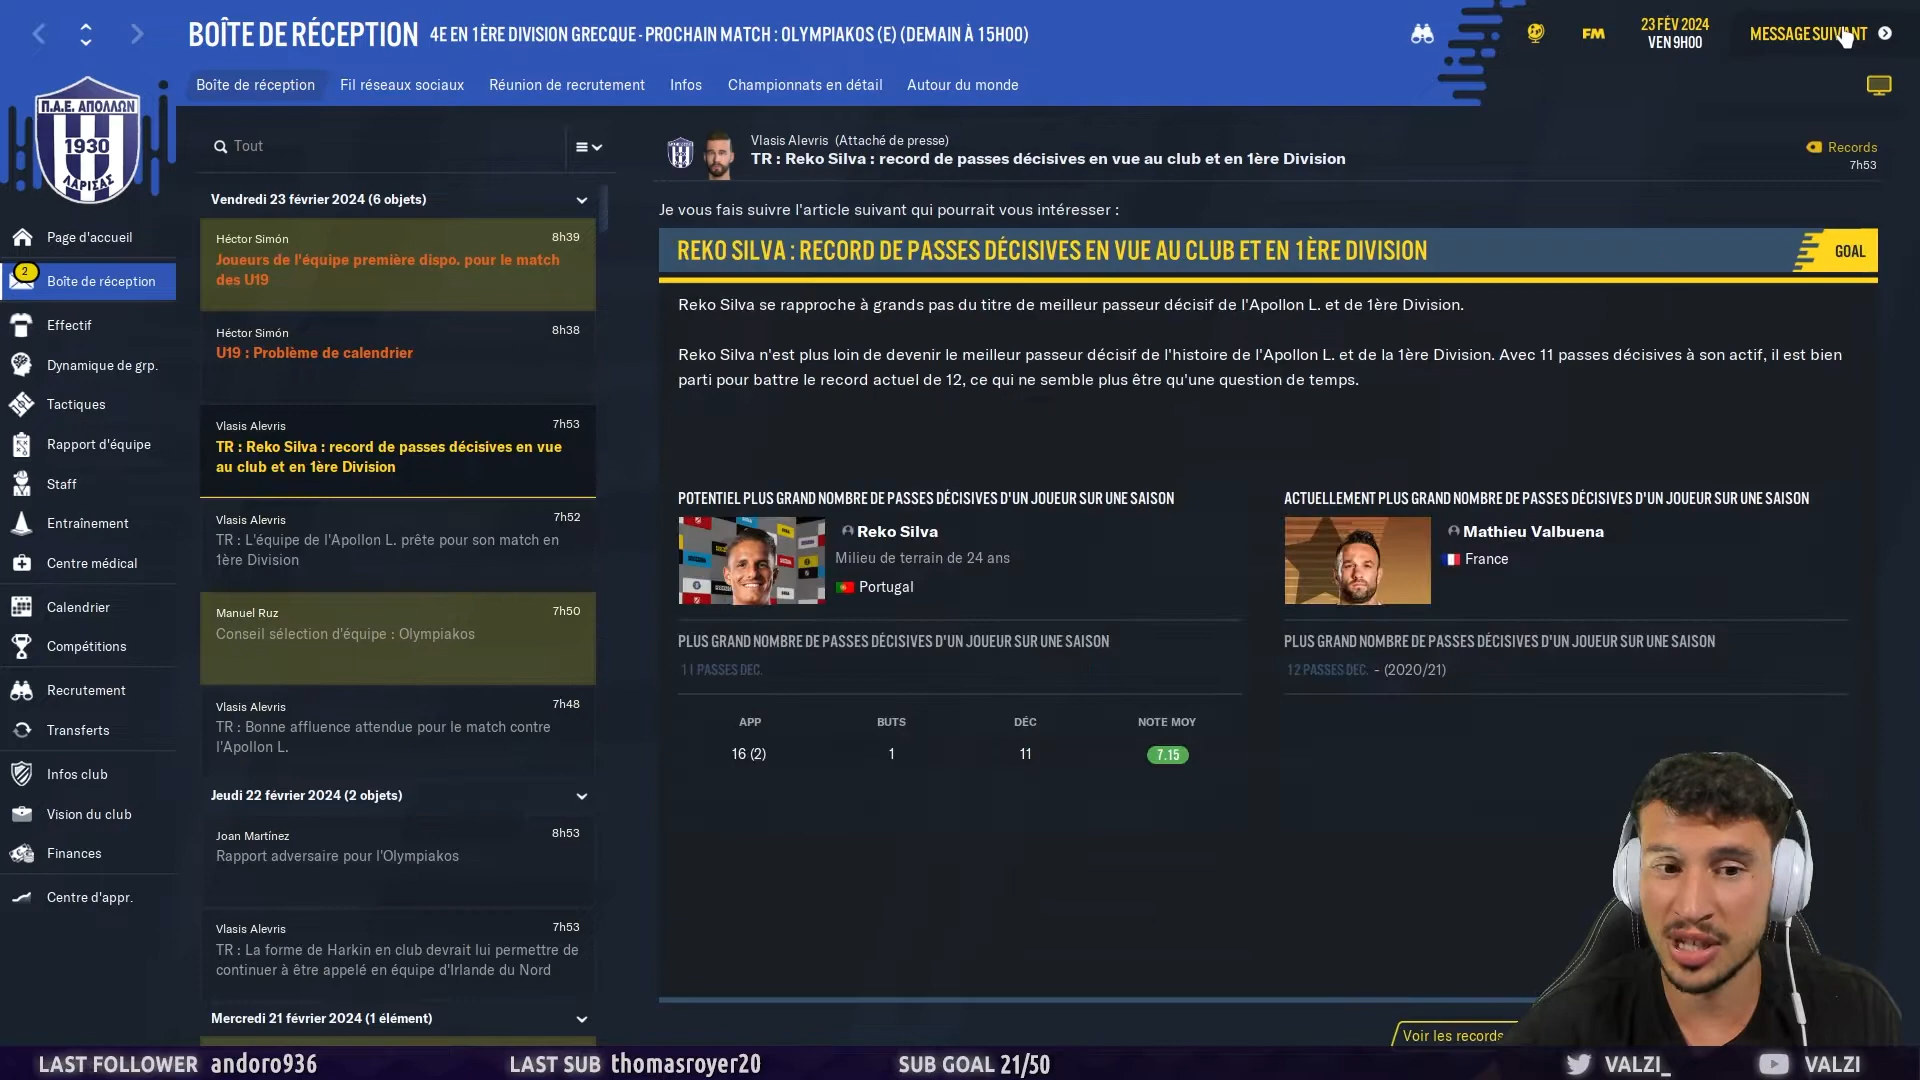 BOÎTE DE RÉCEPTION
4E EN 1ÈRE DIVISION GRECQUE - PROCHAIN MATCH : OLYMPIAKOS (E) (DEMAIN À 15H00)
FM
23 FÉV 2024
VEN 9H00
MESSAGE SUIVANT
Boîte de réception
Fil réseaux sociaux
Réunion de recrutement
Infos
Championnats en détail
Autour du monde
Π.Α.Ε. ΑΠΟΛΛΩΝ
1930
ΛΑΡΙΣΑΣ
Page d'accueil
2
Boîte de réception
Effectif
Dynamique de grp.
Tactiques
Rapport d'équipe
Staff
Entraînement
Centre médical
Calendrier
Compétitions
Recrutement
Transferts
Infos club
Vision du club
Finances
Centre d'appr.
Tout
Vendredi 23 février 2024 (6 objets)
Héctor Simón
8h39
Joueurs de l'équipe première dispo. pour le match
des U19
Héctor Simón
8h38
U19 : Problème de calendrier
Vlasis Alevris
7h53
TR : Reko Silva : record de passes décisives en vue
au club et en 1ère Division
Vlasis Alevris
7h52
TR : L'équipe de l'Apollon L. prête pour son match en
1ère Division
Manuel Ruz
7h50
Conseil sélection d'équipe : Olympiakos
Vlasis Alevris
7h48
TR : Bonne affluence attendue pour le match contre
l'Apollon L.
Jeudi 22 février 2024 (2 objets)
Joan Martínez
8h53
Rapport adversaire pour l'Olympiakos
Vlasis Alevris
7h53
TR : La forme de Harkin en club devrait lui permettre de
continuer à être appelé en équipe d'Irlande du Nord
Mercredi 21 février 2024 (1 élément)
Vlasis Alevris (Attaché de presse)
TR : Reko Silva : record de passes décisives en vue au club et en 1ère Division
Records
7h53
Je vous fais suivre l'article suivant qui pourrait vous intéresser :
REKO SILVA : RECORD DE PASSES DÉCISIVES EN VUE AU CLUB ET EN 1ÈRE DIVISION
GOAL
Reko Silva se rapproche à grands pas du titre de meilleur passeur décisif de l'Apollon L. et de 1ère Division.
Reko Silva n'est plus loin de devenir le meilleur passeur décisif de l'histoire de l'Apollon L. et de la 1ère Division. Avec 11 passes décisives à son actif, il est bien
parti pour battre le record actuel de 12, ce qui ne semble plus être qu'une question de temps.
POTENTIEL PLUS GRAND NOMBRE DE PASSES DÉCISIVES D'UN JOUEUR SUR UNE SAISON
Reko Silva
Milieu de terrain de 24 ans
Portugal
PLUS GRAND NOMBRE DE PASSES DÉCISIVES D'UN JOUEUR SUR UNE SAISON
11 PASSES DEC.
APP
BUTS
DÉC
NOTE MOY
16 (2)
1
11
7.15
ACTUELLEMENT PLUS GRAND NOMBRE DE PASSES DÉCISIVES D'UN JOUEUR SUR UNE SAISON
Mathieu Valbuena
France
PLUS GRAND NOMBRE DE PASSES DÉCISIVES D'UN JOUEUR SUR UNE SAISON
12 PASSES DEC. - (2020/21)
Voir les records
LAST FOLLOWER andoro936
LAST SUB thomasroyer20
SUB GOAL 21/50
VALZI_
VALZI